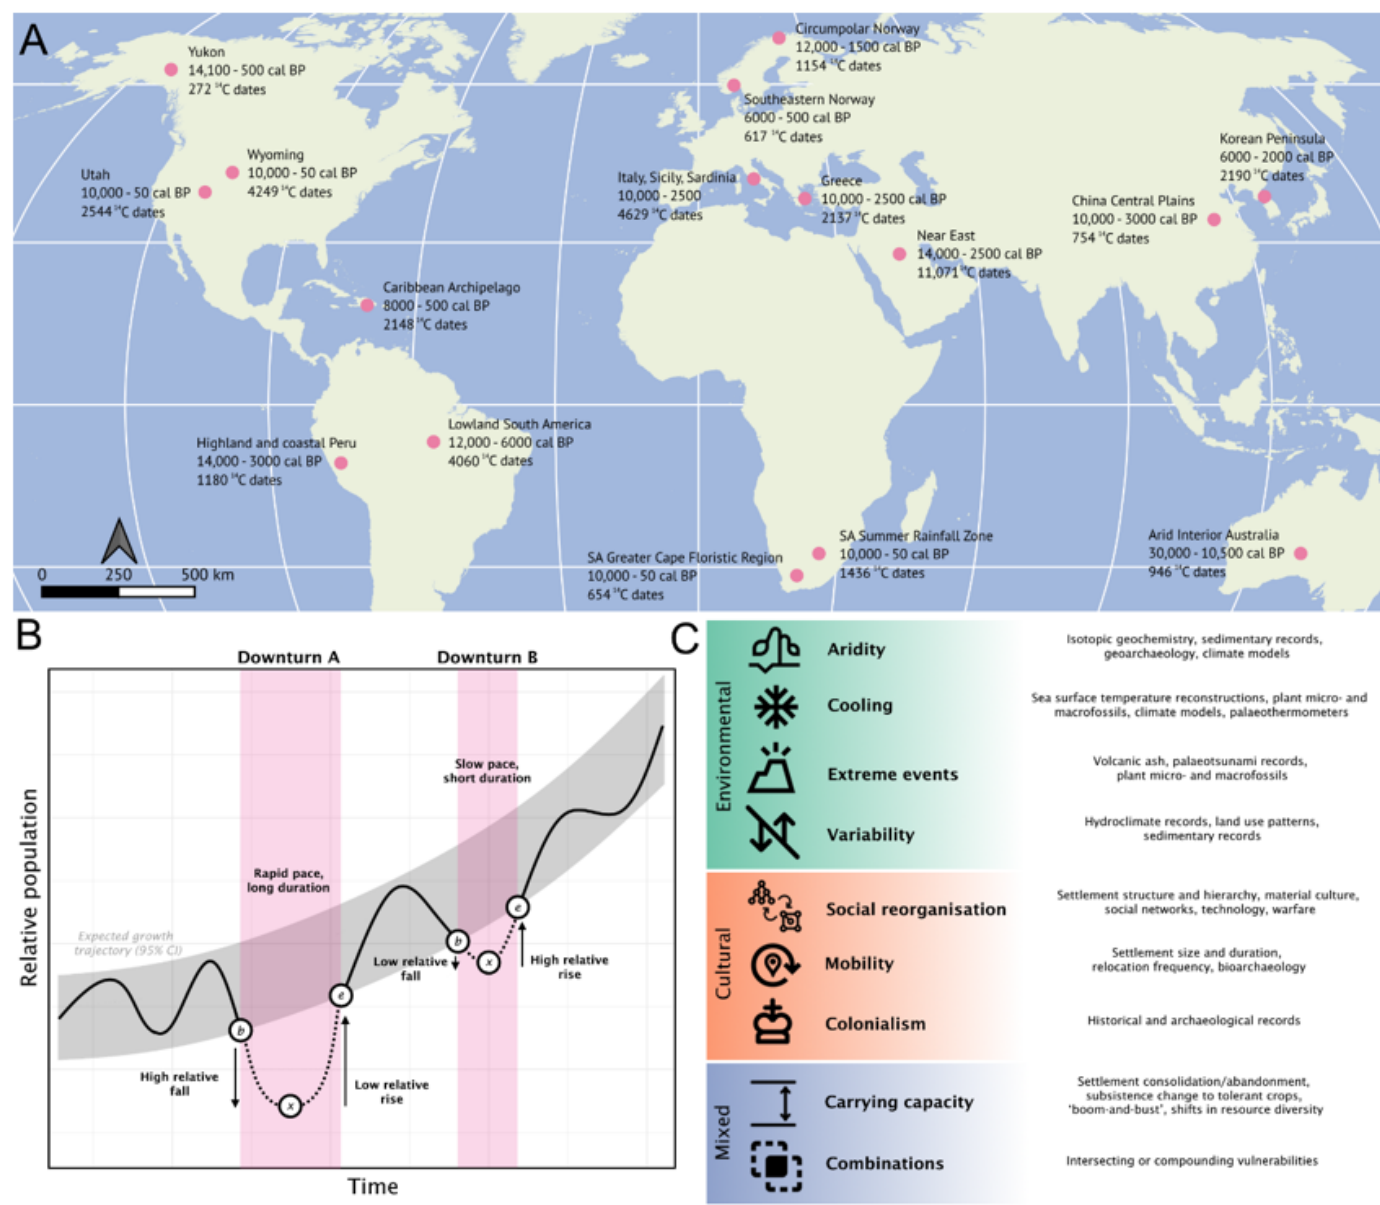 A
Yukon
14,100 - 500 cal BP
272 ¹⁴C dates
Wyoming
10,000 - 50 cal BP
4249 ¹⁴C dates
Utah
10,000 - 50 cal BP
2544 ¹⁴C dates
Caribbean Archipelago
8000 - 500 cal BP
2148 ¹⁴C dates
Lowland South America
12,000 - 6000 cal BP
4060 ¹⁴C dates
Highland and coastal Peru
14,000 - 3000 cal BP
1180 ¹⁴C dates
Circumpolar Norway
12,000 - 1500 cal BP
1154 ¹⁴C dates
Southeastern Norway
6000 - 500 cal BP
617 ¹⁴C dates
Italy, Sicily, Sardinia
10,000 - 2500
4629 ¹⁴C dates
Greece
10,000 - 2500 cal BP
2137 ¹⁴C dates
Near East
14,000 - 2500 cal BP
11,071 ¹⁴C dates
Korean Peninsula
6000 - 2000 cal BP
2190 ¹⁴C dates
China Central Plains
10,000 - 3000 cal BP
754 ¹⁴C dates
SA Summer Rainfall Zone
10,000 - 50 cal BP
1436 ¹⁴C dates
SA Greater Cape Floristic Region
10,000 - 50 cal BP
654 ¹⁴C dates
Arid Interior Australia
30,000 - 10,500 cal BP
946 ¹⁴C dates
0 250 500 km
B
Downturn A
Downturn B
Relative population
Slow pace,
short duration
Rapid pace,
long duration
Expected growth
trajectory (95% CI)
b
x
e
b
x
e
Low relative
fall
High relative
rise
High relative
fall
Low relative
rise
Time
C
Environmental
Aridity
Isotopic geochemistry, sedimentary records,
geoarchaeology, climate models
Cooling
Sea surface temperature reconstructions, plant micro- and
macrofossils, climate models, palaeothermometers
Extreme events
Volcanic ash, palaeotsunami records,
plant micro- and macrofossils
Variability
Hydroclimate records, land use patterns,
sedimentary records
Cultural
Social reorganisation
Settlement structure and hierarchy, material culture,
social networks, technology, warfare
Mobility
Settlement size and duration,
relocation frequency, bioarchaeology
Colonialism
Historical and archaeological records
Mixed
Carrying capacity
Settlement consolidation/abandonment,
subsistence change to tolerant crops,
'boom-and-bust', shifts in resource diversity
Combinations
Intersecting or compounding vulnerabilities